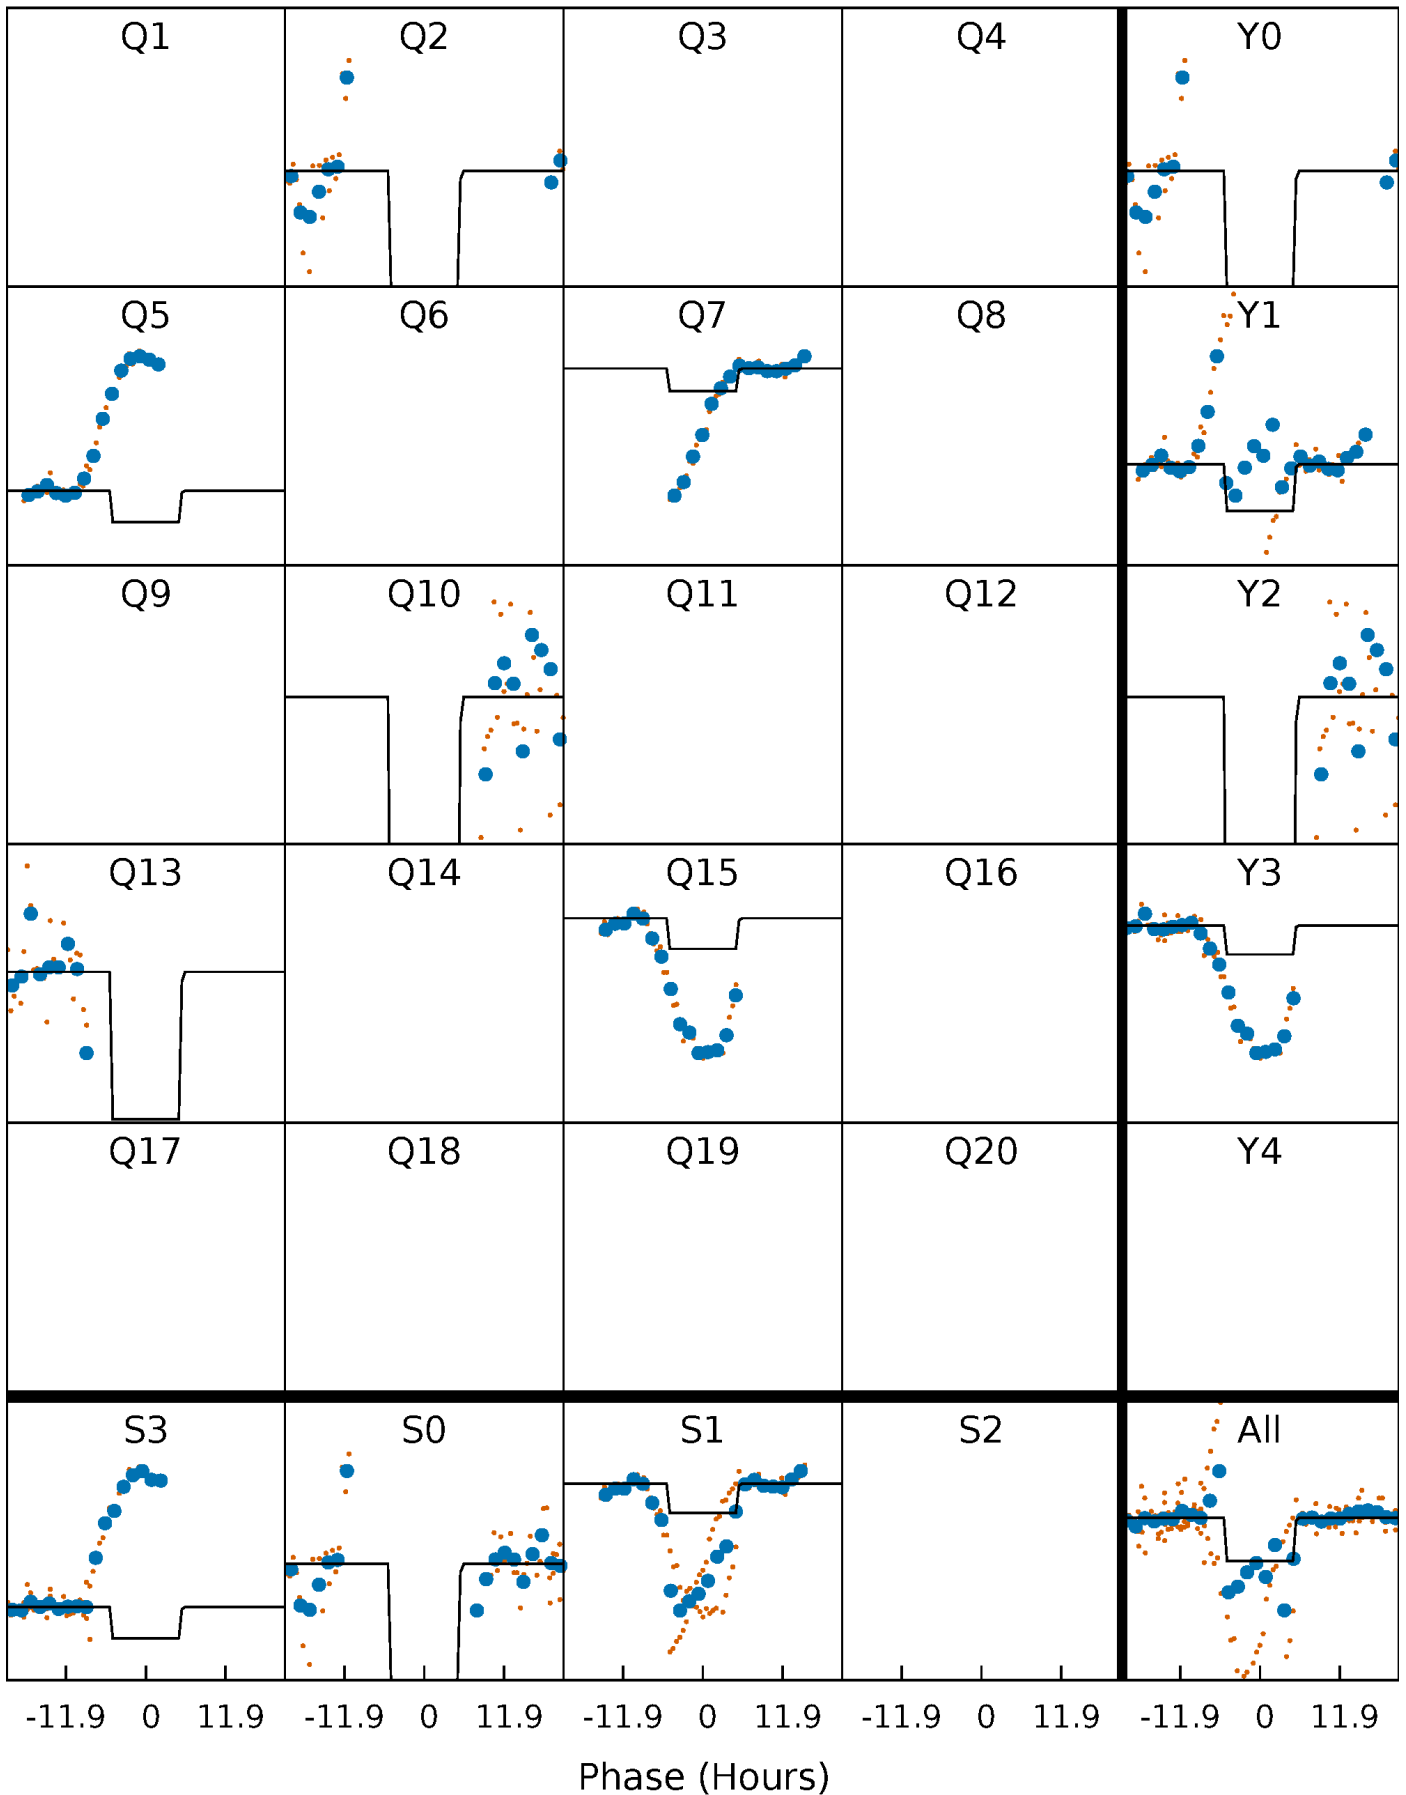 Q1 Q2 Q3 Q4 Y0
Q5 Q6 Q7 Q8 Y1
Q9 Q10 Q11 Q12 Y2
Q13 Q14 Q15 Q16 Y3
Q17 Q18 Q19 Q20 Y4
S3 S0 S1 S2 All
-11.9 0 11.9 -11.9 0 11.9 -11.9 0 11.9 -11.9 0 11.9 -11.9 0 11.9
Phase (Hours)